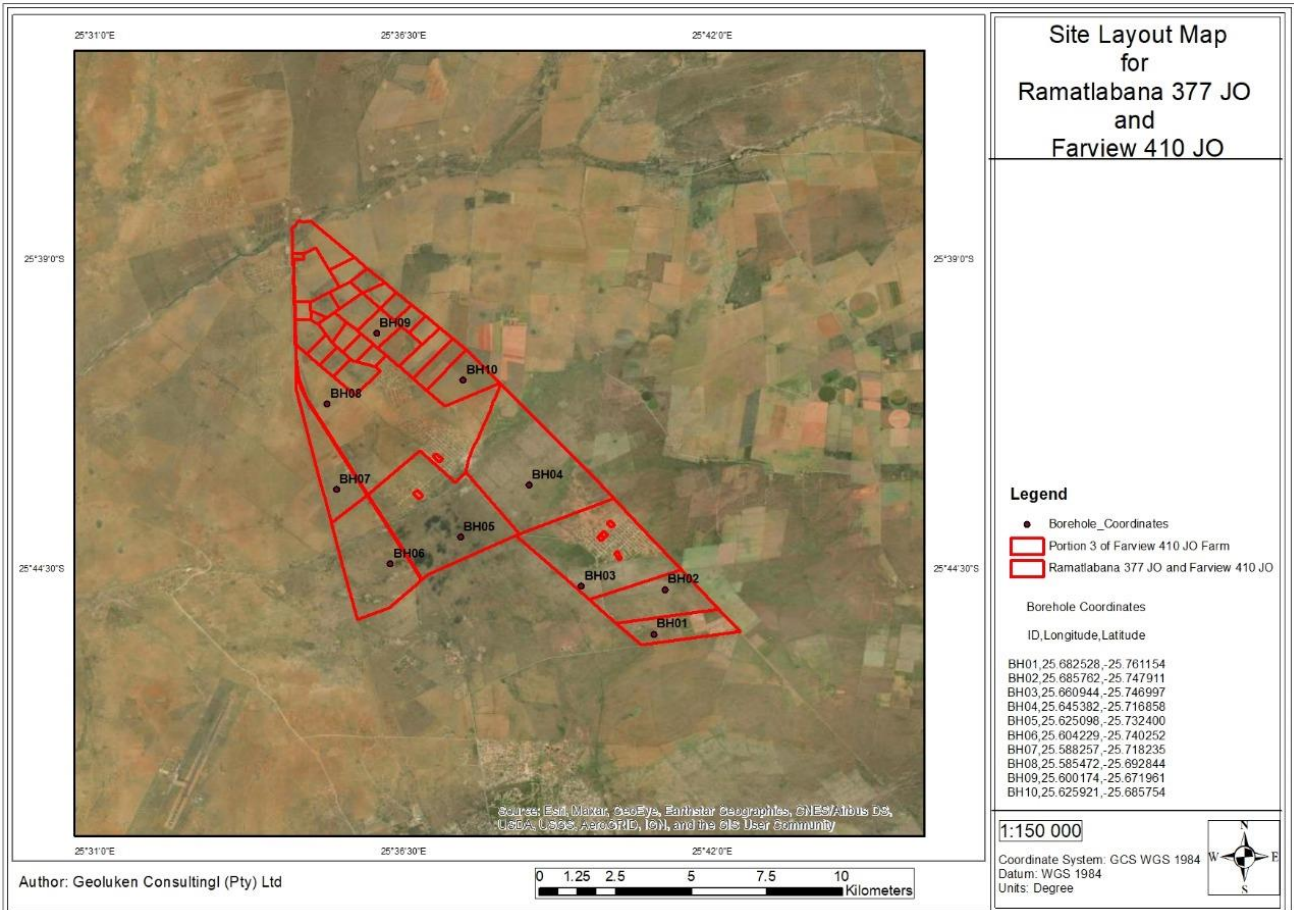 Site Layout Map
for
Ramatlabana 377 JO
and
Farview 410 JO
25°31'0"E
25°36'30"E
25°42'0"E
25°39'0"S
25°39'0"S
BH09
BH10
BH08
BH07
BH04
BH05
BH06
BH03
BH02
BH01
25°44'30"S
25°44'30"S
Source: Esri, Maxar, GeoEye, Earthstar Geographics, CNES/Airbus DS,
USDA, USGS, AeroGRID, IGN, and the GIS User Community
25°31'0"E
25°36'30"E
25°42'0"E
Legend
Borehole_Coordinates
Portion 3 of Farview 410 JO Farm
Ramatlabana 377 JO and Farview 410 JO
Borehole Coordinates
ID,Longitude,Latitude
BH01,25.682528,-25.761154
BH02,25.685762,-25.747911
BH03,25.660944,-25.746997
BH04,25.645382,-25.716858
BH05,25.625098,-25.732400
BH06,25.604229,-25.740252
BH07,25.588257,-25.718235
BH08,25.585472,-25.692844
BH09,25.600174,-25.671961
BH10,25.625921,-25.685754
1:150 000
Coordinate System: GCS WGS 1984
Datum: WGS 1984
Units: Degree
N
W E
S
Author: Geoluken Consultingl (Pty) Ltd
0 1.25 2.5 5 7.5 10
Kilometers